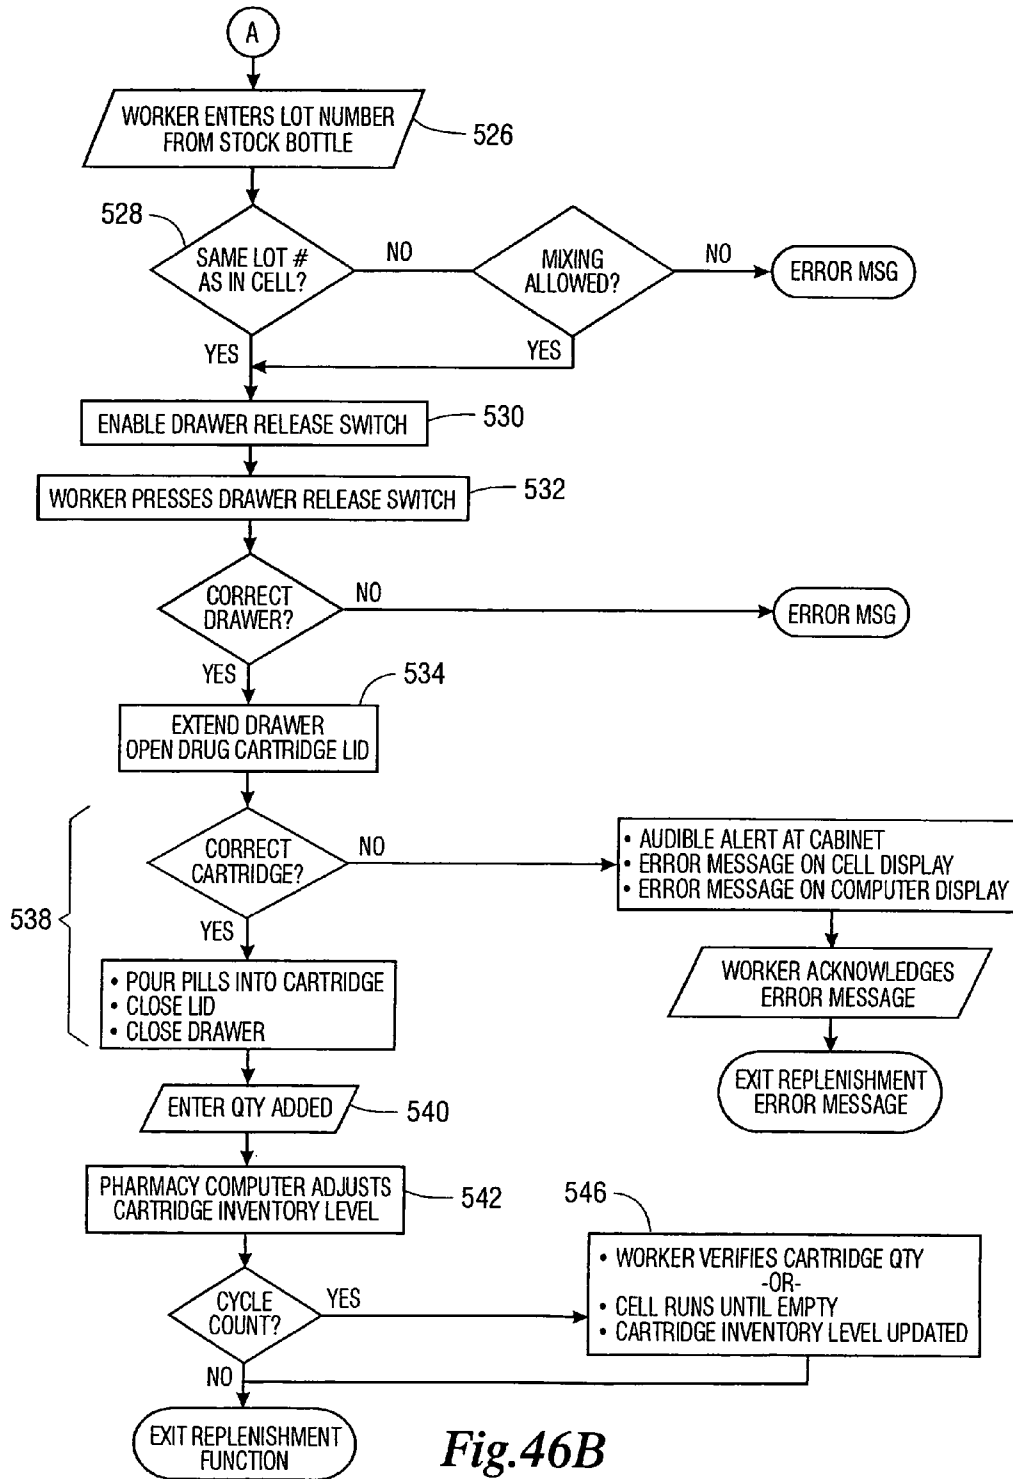 A
WORKER ENTERS LOT NUMBER
FROM STOCK BOTTLE
526
528
SAME LOT #
AS IN CELL?
NO
MIXING
ALLOWED?
NO
ERROR MSG
YES
YES
ENABLE DRAWER RELEASE SWITCH
530
WORKER PRESSES DRAWER RELEASE SWITCH
532
CORRECT
DRAWER?
NO
ERROR MSG
YES
534
EXTEND DRAWER
OPEN DRUG CARTRIDGE LID
538
CORRECT
CARTRIDGE?
NO
• AUDIBLE ALERT AT CABINET
• ERROR MESSAGE ON CELL DISPLAY
• ERROR MESSAGE ON COMPUTER DISPLAY
YES
• POUR PILLS INTO CARTRIDGE
• CLOSE LID
• CLOSE DRAWER
WORKER ACKNOWLEDGES
ERROR MESSAGE
EXIT REPLENISHMENT
ERROR MESSAGE
ENTER QTY ADDED
540
PHARMACY COMPUTER ADJUSTS
CARTRIDGE INVENTORY LEVEL
542
546
CYCLE
COUNT?
YES
• WORKER VERIFIES CARTRIDGE QTY
-OR-
• CELL RUNS UNTIL EMPTY
• CARTRIDGE INVENTORY LEVEL UPDATED
NO
EXIT REPLENISHMENT
FUNCTION
Fig.46B